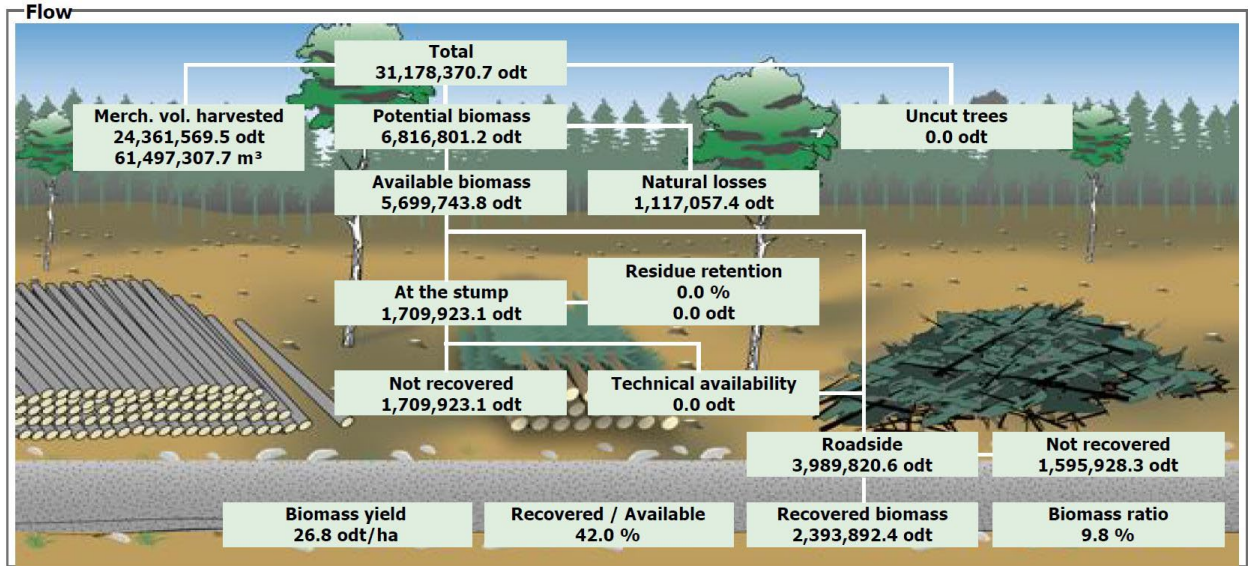 Flow
Total
31,178,370.7 odt
Merch. vol. harvested
24,361,569.5 odt
61,497,307.7 m³
Potential biomass
6,816,801.2 odt
Uncut trees
0.0 odt
Available biomass
5,699,743.8 odt
Natural losses
1,117,057.4 odt
Residue retention
0.0 %
0.0 odt
At the stump
1,709,923.1 odt
Not recovered
1,709,923.1 odt
Technical availability
0.0 odt
Roadside
3,989,820.6 odt
Not recovered
1,595,928.3 odt
Biomass yield
26.8 odt/ha
Recovered / Available
42.0 %
Recovered biomass
2,393,892.4 odt
Biomass ratio
9.8 %